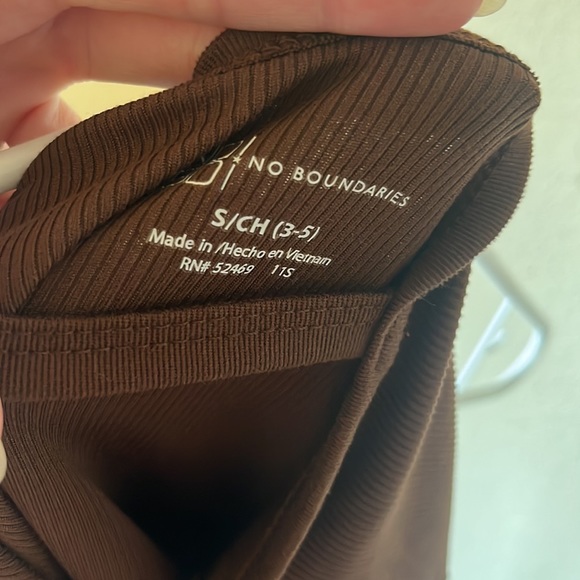 NO BOUNDARIES
S/CH (3-5)
Made in /Hecho en Vietnam
RN# 52469 11S